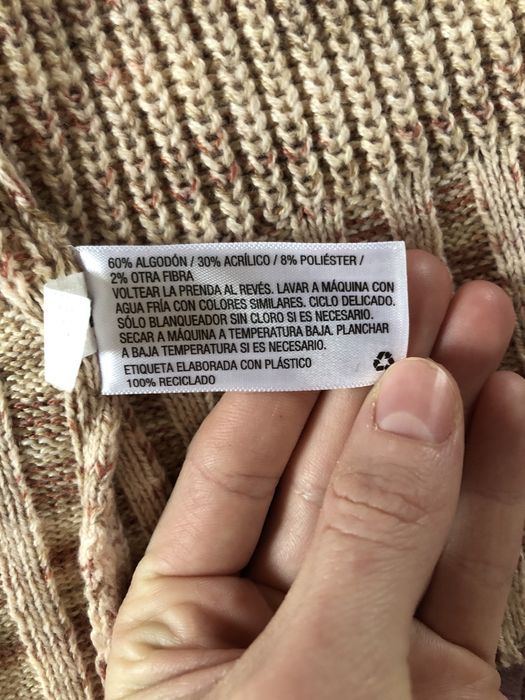 60% ALGODÓN / 30% ACRÍLICO / 8% POLIÉSTER /
2% OTRA FIBRA
VOLTEAR LA PRENDA AL REVÉS. LAVAR A MÁQUINA CON
AGUA FRÍA CON COLORES SIMILARES. CICLO DELICADO.
SÓLO BLANQUEADOR SIN CLORO SI ES NECESARIO.
SECAR A MÁQUINA A TEMPERATURA BAJA. PLANCHAR
A BAJA TEMPERATURA SI ES NECESARIO.
ETIQUETA ELABORADA CON PLÁSTICO
100% RECICLADO